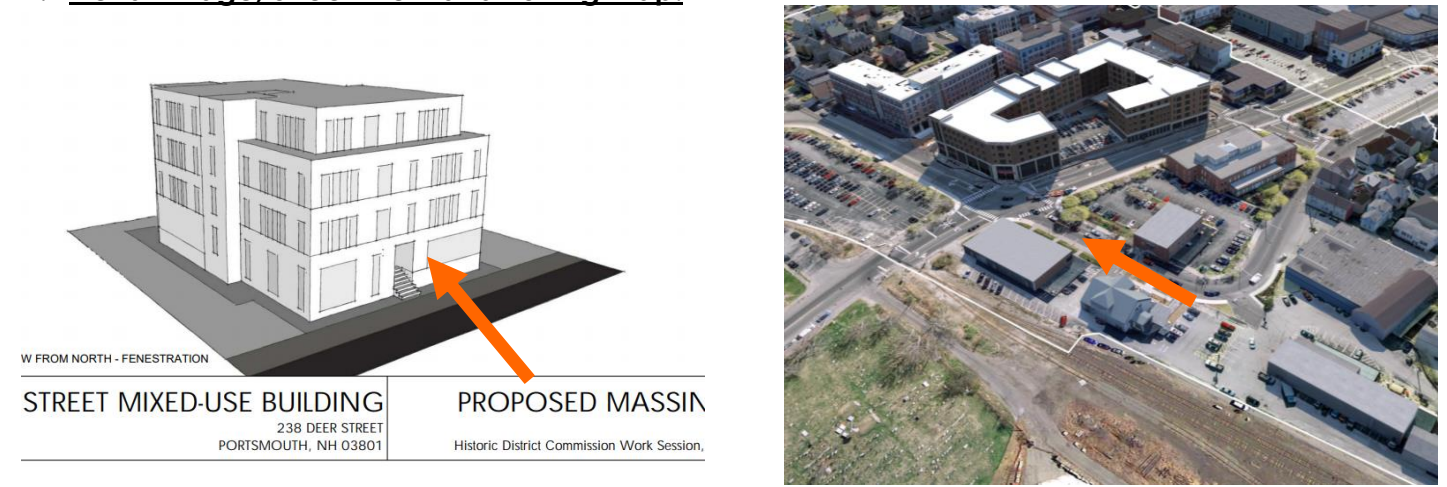 W FROM NORTH - FENESTRATION
STREET MIXED-USE BUILDING
238 DEER STREET
PORTSMOUTH, NH 03801
PROPOSED MASSIN
Historic District Commission Work Session,